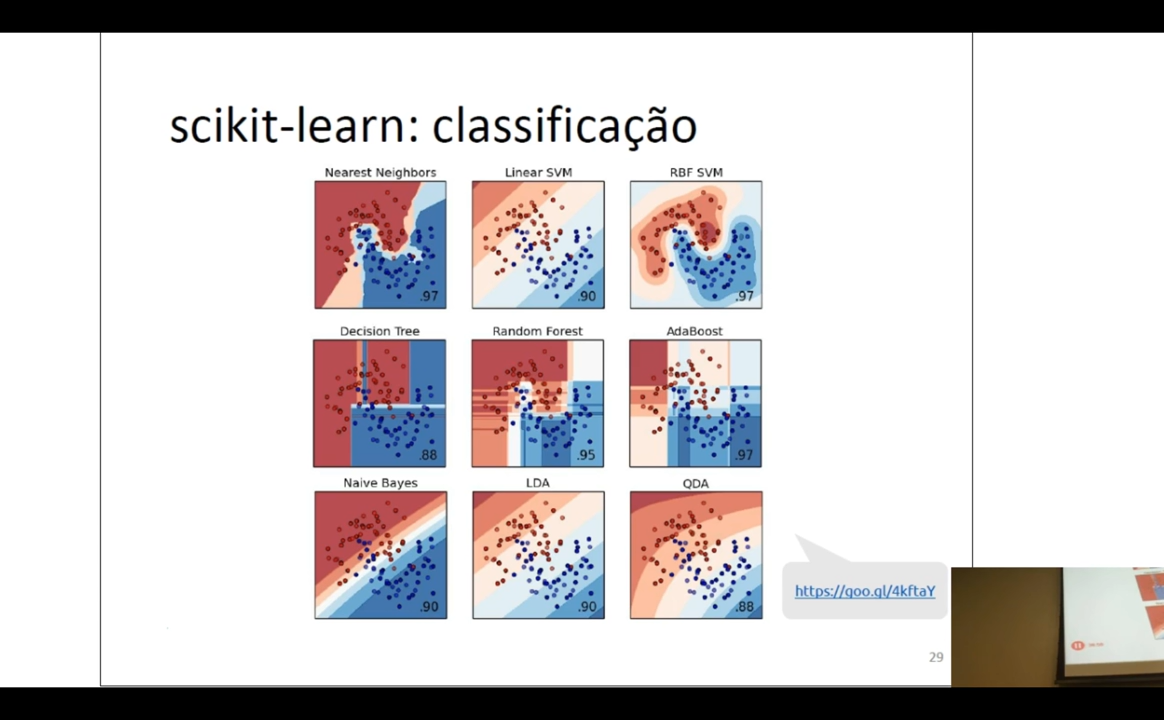 scikit-learn: classificação
Nearest Neighbors
Linear SVM
RBF SVM
.97
.90
.97
Decision Tree
Random Forest
AdaBoost
.88
.95
.97
Naive Bayes
LDA
QDA
.90
.90
.88
https://goo.gl/4kftaY
29